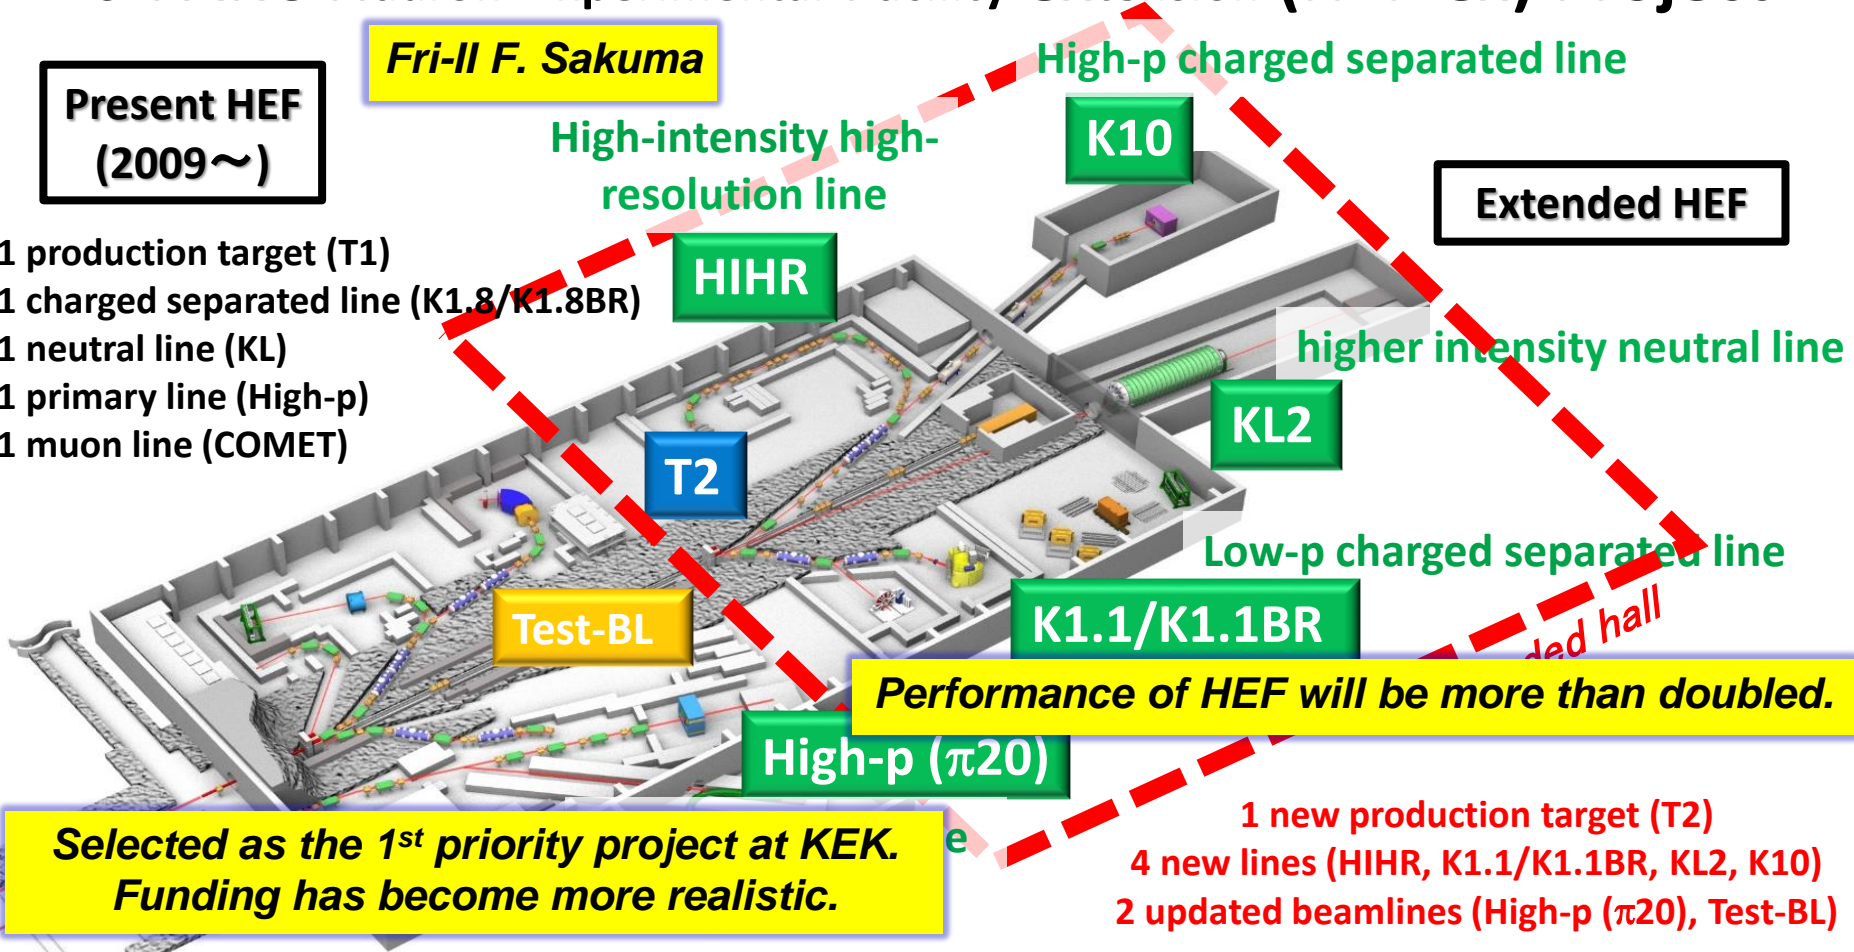 Extension (HEF-EX) Project
Fri-II F. Sakuma
High-p charged separated line
Present HEF
(2009～)
K10
High-intensity high-
resolution line
Extended HEF
HIHR
1 production target (T1)
1 charged separated line (K1.8/K1.8BR)
1 neutral line (KL)
1 primary line (High-p)
1 muon line (COMET)
higher intensity neutral line
KL2
T2
Low-p charged separated line
Test-BL
K1.1/K1.1BR
hall
Performance of HEF will be more than doubled.
High-p (π20)
Selected as the 1st priority project at KEK.
Funding has become more realistic.
1 new production target (T2)
4 new lines (HIHR, K1.1/K1.1BR, KL2, K10)
2 updated beamlines (High-p (π20), Test-BL)